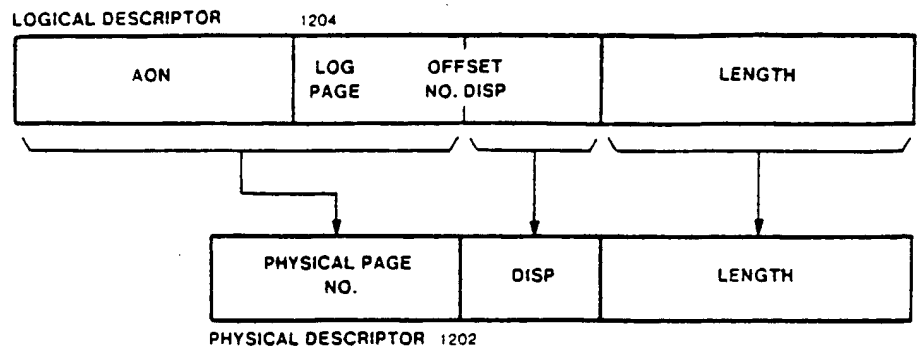 LOGICAL DESCRIPTOR 1204
AON
LOG
PAGE
OFFSET
NO. DISP
LENGTH
PHYSICAL PAGE
NO.
DISP
LENGTH
PHYSICAL DESCRIPTOR 1202